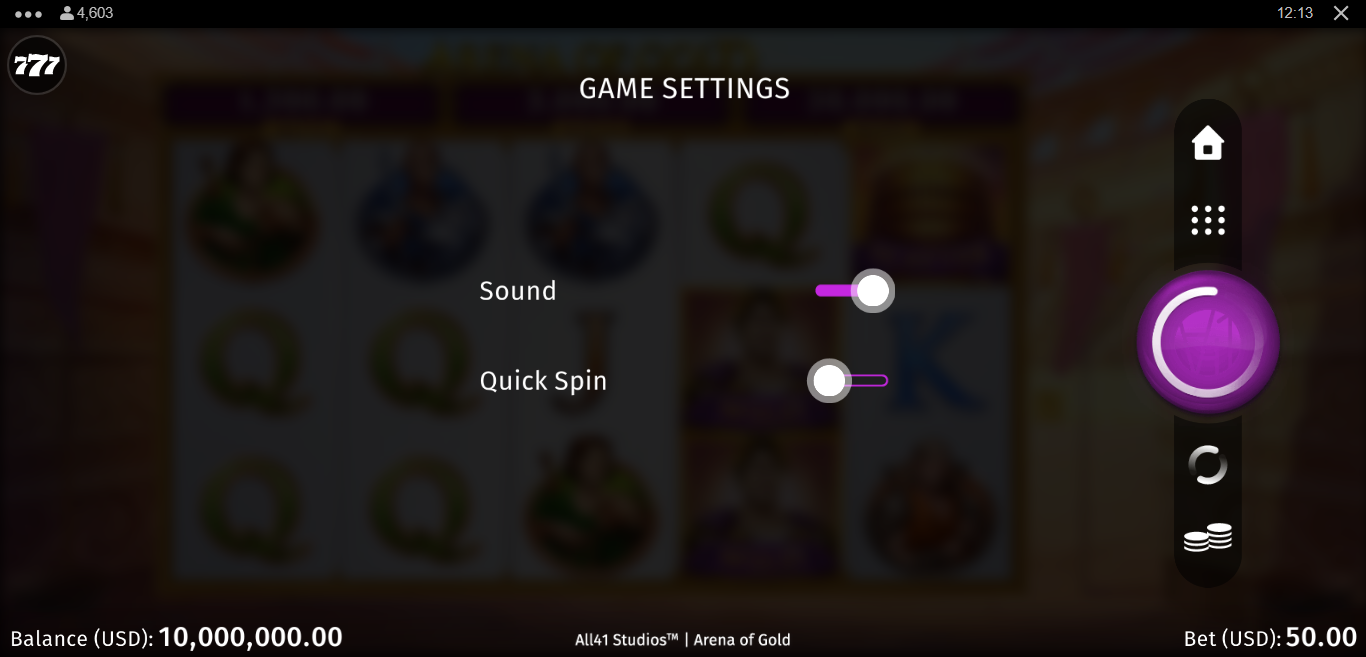 4,603
12:13
777
GAME SETTINGS
Sound
Quick Spin
Balance (USD): 10,000,000.00
All41 Studios™ | Arena of Gold
Bet (USD): 50.00